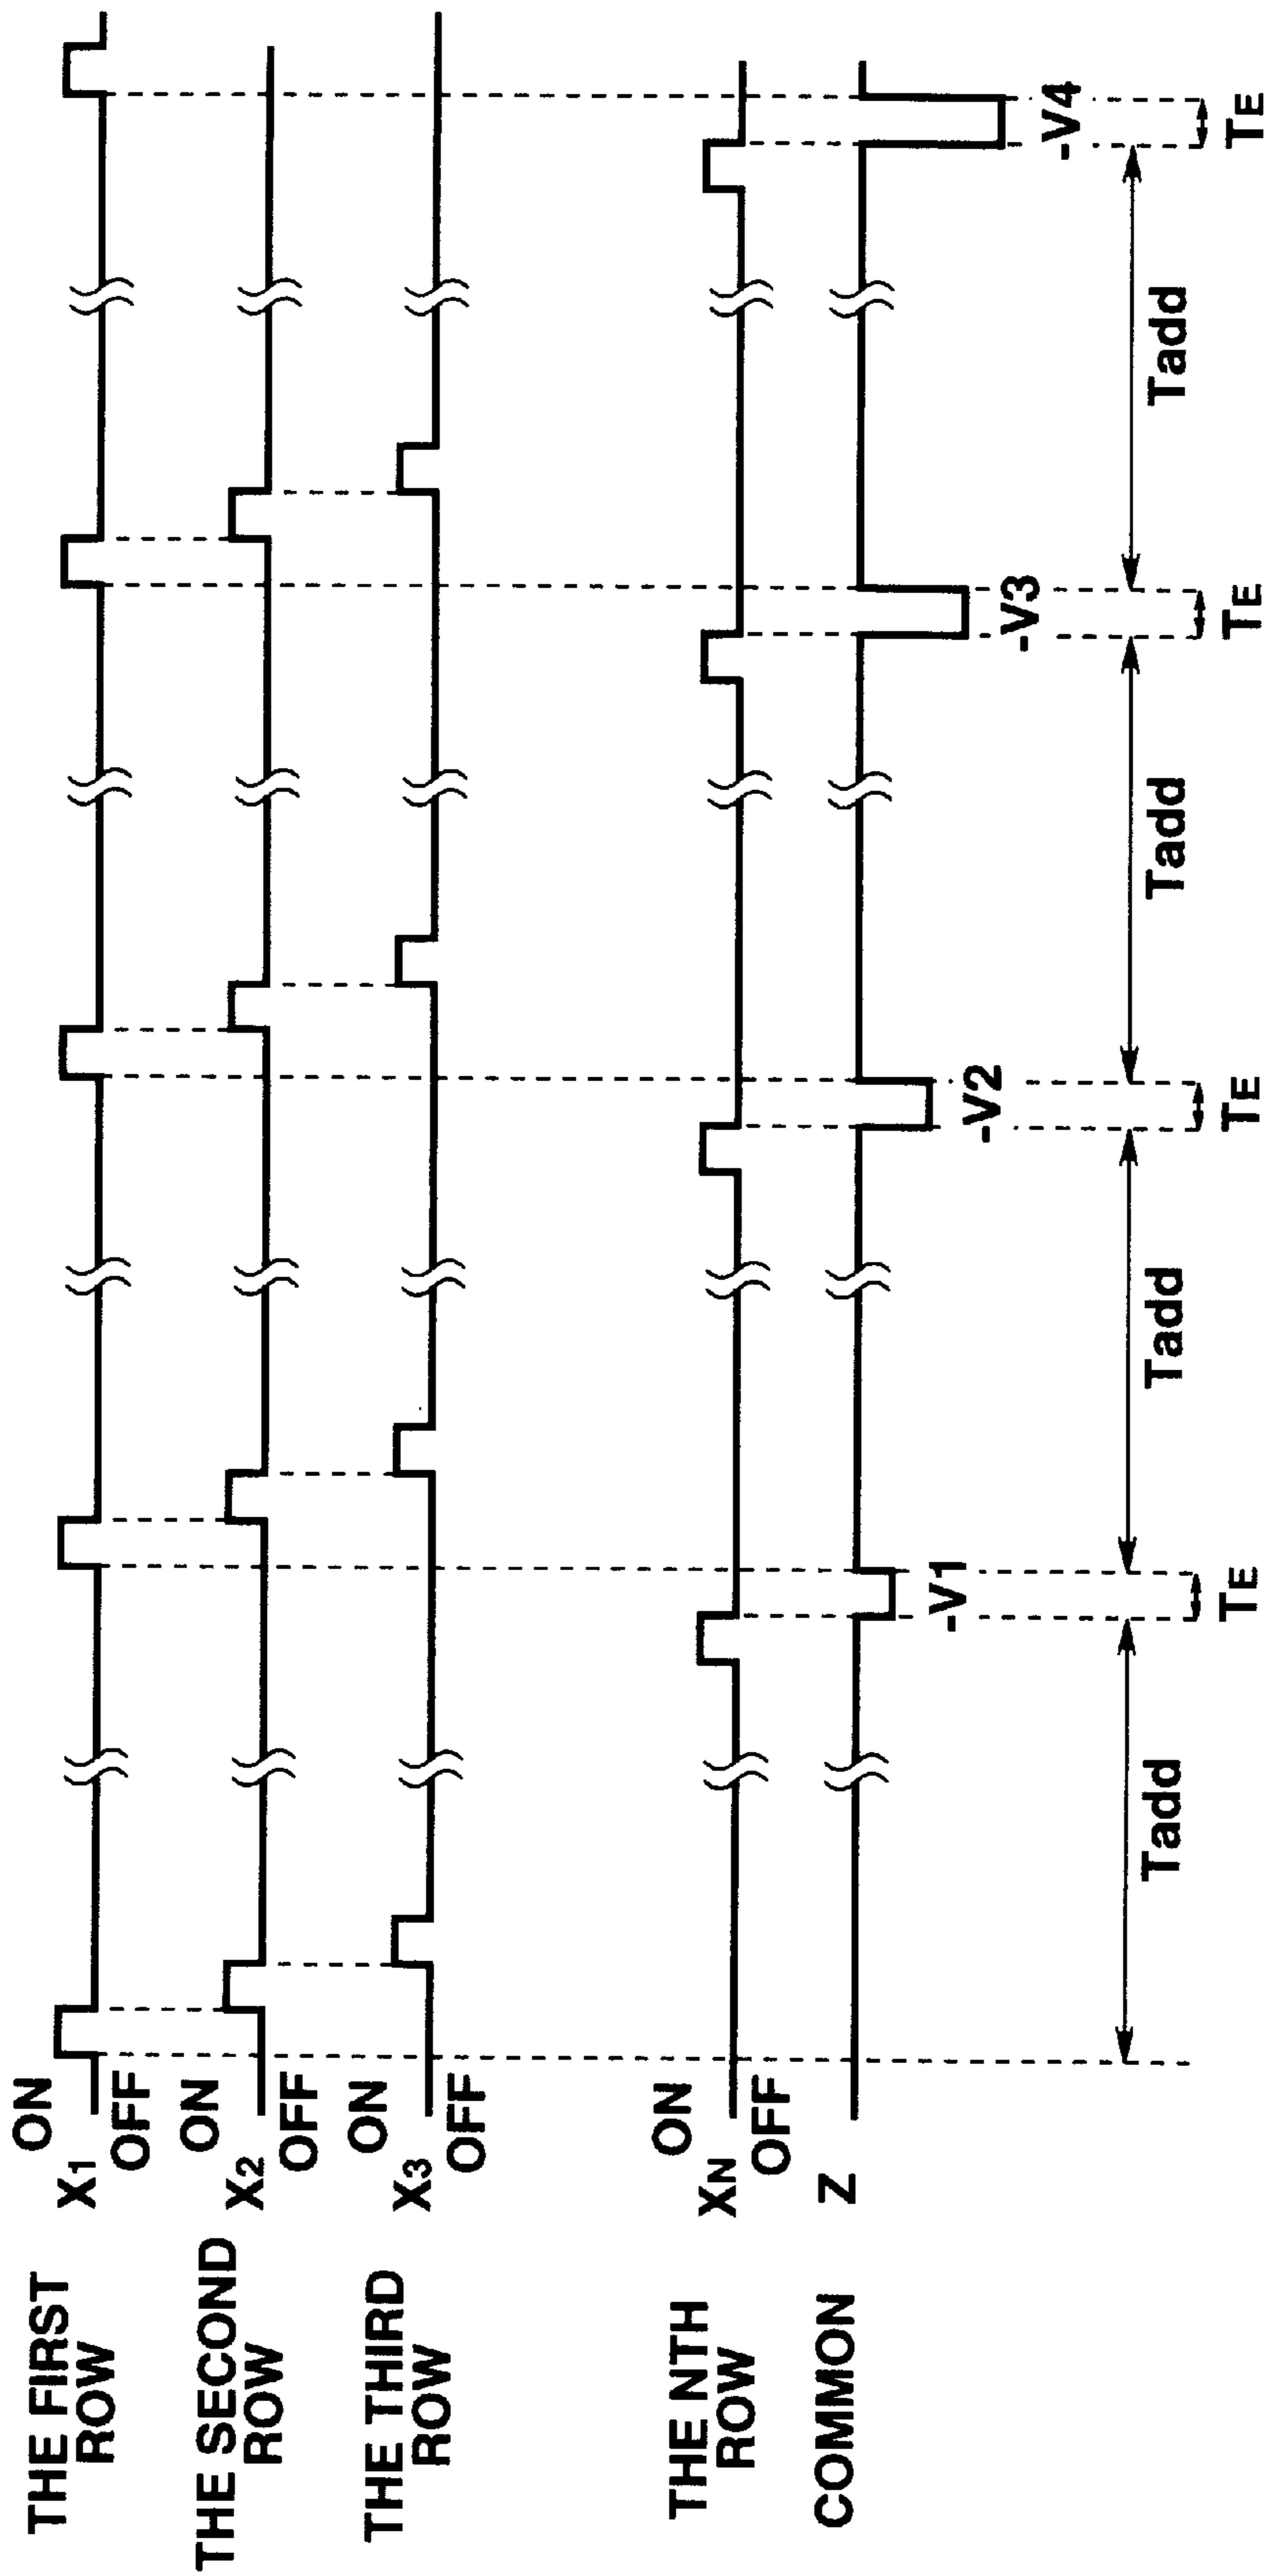 THE FIRST
ROW
X1
ON
OFF
THE SECOND
ROW
X2
ON
OFF
THE THIRD
ROW
X3
ON
OFF
THE NTH
ROW
XN
ON
OFF
COMMON
Z
-V1
-V2
-V3
-V4
Tadd
Tadd
Tadd
Tadd
TE
TE
TE
TE